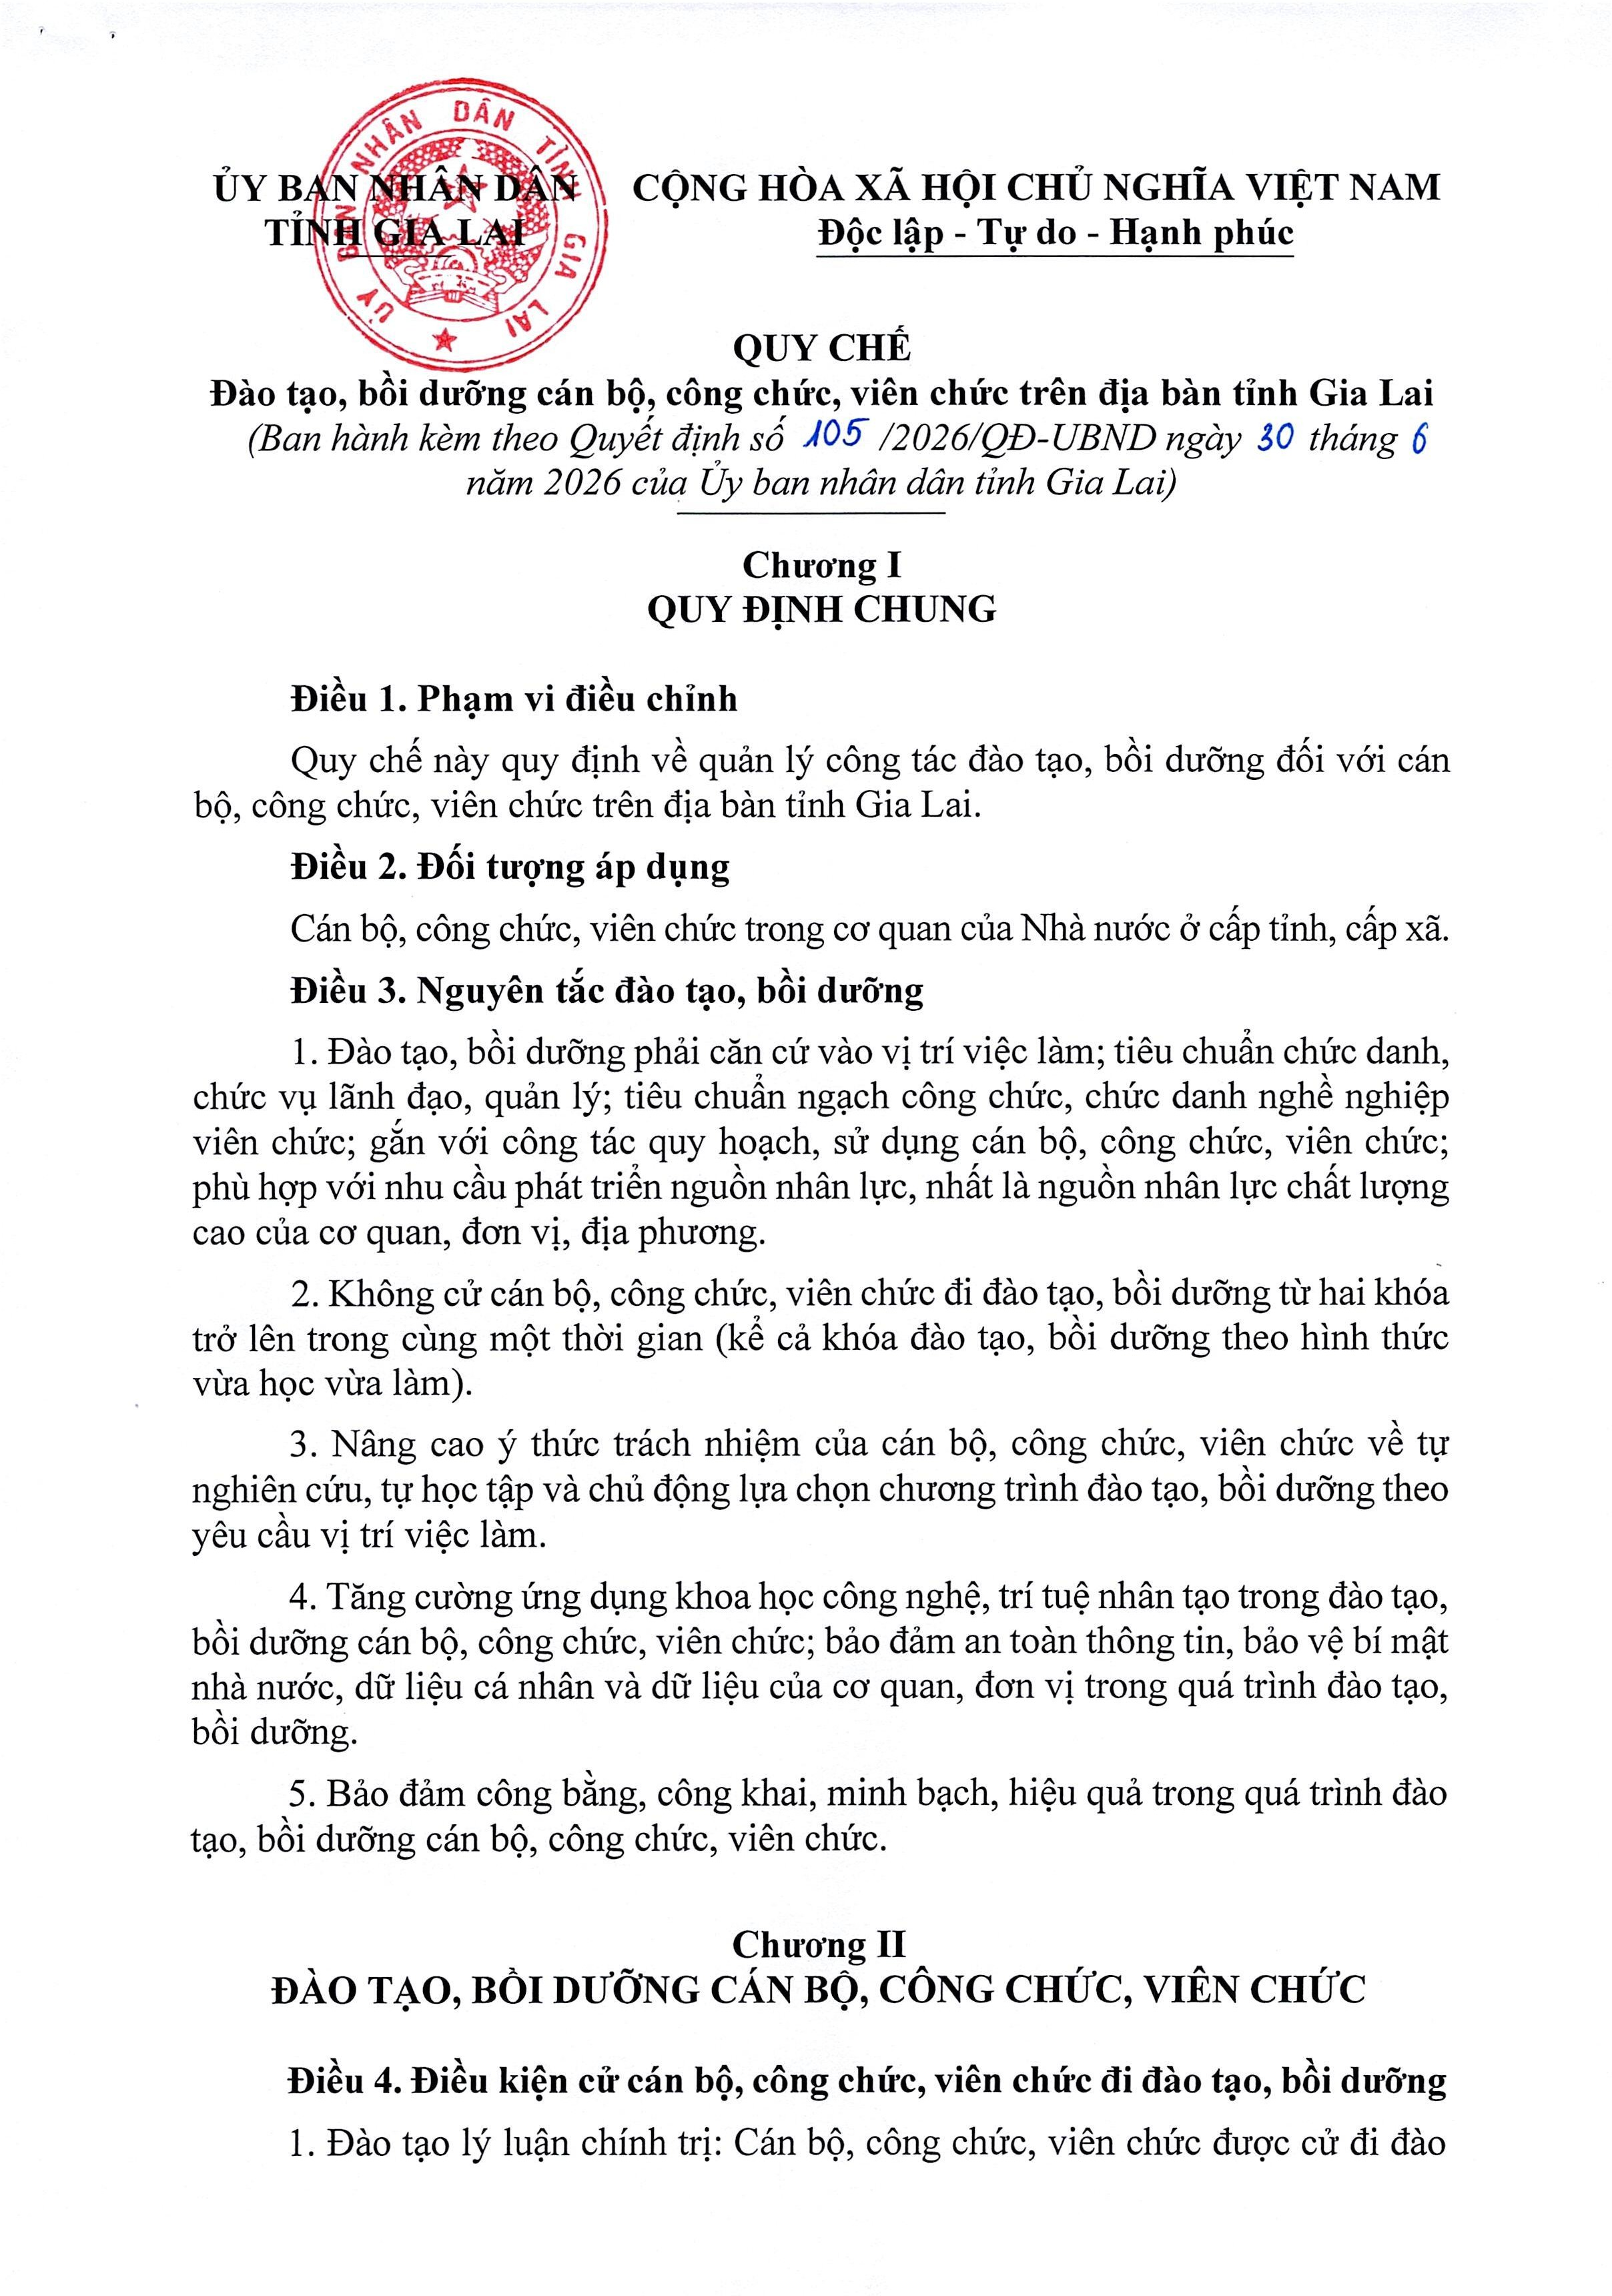 ỦY BAN NHÂN DÂN
TỈNH GIA LAI
CỘNG HÒA XÃ HỘI CHỦ NGHĨA VIỆT NAM
Độc lập - Tự do - Hạnh phúc
ỦY BAN NHÂN DÂN TỈNH GIA LAI
QUY CHẾ
Đào tạo, bồi dưỡng cán bộ, công chức, viên chức trên địa bàn tỉnh Gia Lai
(Ban hành kèm theo Quyết định số 105 /2026/QĐ-UBND ngày 30 tháng 6
năm 2026 của Ủy ban nhân dân tỉnh Gia Lai)
Chương I
QUY ĐỊNH CHUNG
Điều 1. Phạm vi điều chỉnh
Quy chế này quy định về quản lý công tác đào tạo, bồi dưỡng đối với cán
bộ, công chức, viên chức trên địa bàn tỉnh Gia Lai.
Điều 2. Đối tượng áp dụng
Cán bộ, công chức, viên chức trong cơ quan của Nhà nước ở cấp tỉnh, cấp xã.
Điều 3. Nguyên tắc đào tạo, bồi dưỡng
1. Đào tạo, bồi dưỡng phải căn cứ vào vị trí việc làm; tiêu chuẩn chức danh,
chức vụ lãnh đạo, quản lý; tiêu chuẩn ngạch công chức, chức danh nghề nghiệp
viên chức; gắn với công tác quy hoạch, sử dụng cán bộ, công chức, viên chức;
phù hợp với nhu cầu phát triển nguồn nhân lực, nhất là nguồn nhân lực chất lượng
cao của cơ quan, đơn vị, địa phương.
2. Không cử cán bộ, công chức, viên chức đi đào tạo, bồi dưỡng từ hai khóa
trở lên trong cùng một thời gian (kể cả khóa đào tạo, bồi dưỡng theo hình thức
vừa học vừa làm).
3. Nâng cao ý thức trách nhiệm của cán bộ, công chức, viên chức về tự
nghiên cứu, tự học tập và chủ động lựa chọn chương trình đào tạo, bồi dưỡng theo
yêu cầu vị trí việc làm.
4. Tăng cường ứng dụng khoa học công nghệ, trí tuệ nhân tạo trong đào tạo,
bồi dưỡng cán bộ, công chức, viên chức; bảo đảm an toàn thông tin, bảo vệ bí mật
nhà nước, dữ liệu cá nhân và dữ liệu của cơ quan, đơn vị trong quá trình đào tạo,
bồi dưỡng.
5. Bảo đảm công bằng, công khai, minh bạch, hiệu quả trong quá trình đào
tạo, bồi dưỡng cán bộ, công chức, viên chức.
Chương II
ĐÀO TẠO, BỒI DƯỠNG CÁN BỘ, CÔNG CHỨC, VIÊN CHỨC
Điều 4. Điều kiện cử cán bộ, công chức, viên chức đi đào tạo, bồi dưỡng
1. Đào tạo lý luận chính trị: Cán bộ, công chức, viên chức được cử đi đào